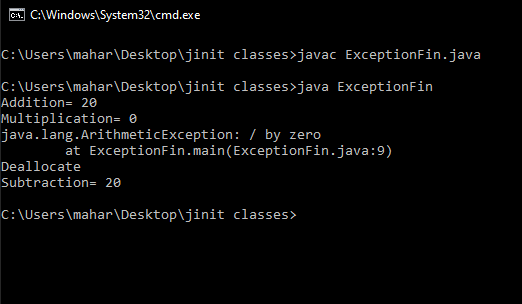 C:\Windows\System32\cmd.exe
C:\Users\mahar\Desktop\jinit classes>javac ExceptionFin.java
C:\Users\mahar\Desktop\jinit classes>java ExceptionFin
Addition= 20
Multiplication= 0
java.lang.ArithmeticException: / by zero
        at ExceptionFin.main(ExceptionFin.java:9)
Deallocate
Subtraction= 20
C:\Users\mahar\Desktop\jinit classes>